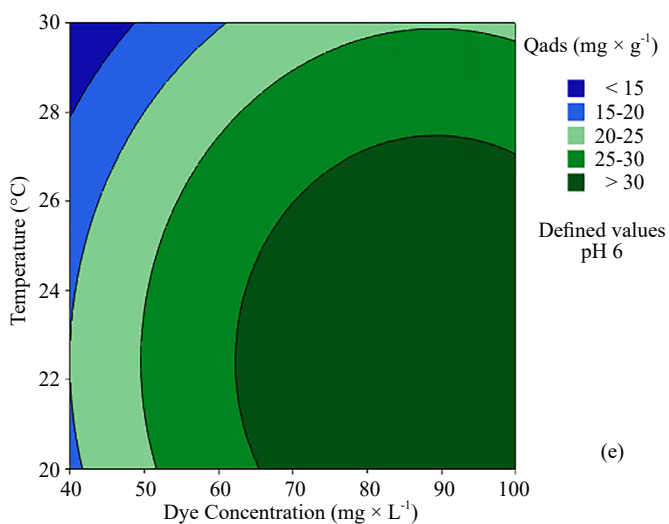 30
28
26
24
22
20
Temperature (°C)
40 50 60 70 80 90 100
Dye Concentration (mg × L⁻¹)
Qads (mg × g⁻¹)
< 15
15-20
20-25
25-30
> 30
Defined values
pH 6
(e)